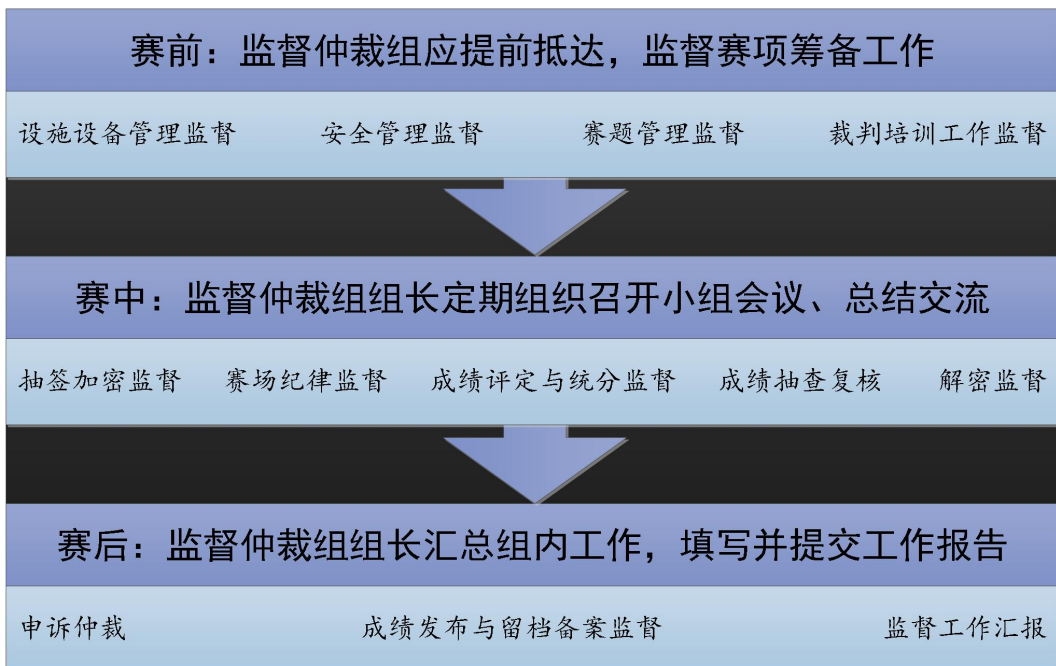 赛前：监督仲裁组应提前抵达，监督赛项筹备工作
设施设备管理监督 安全管理监督 赛题管理监督 裁判培训工作监督
赛中：监督仲裁组组长定期组织召开小组会议、总结交流
抽签加密监督 赛场纪律监督 成绩评定与统分监督 成绩抽查复核 解密监督
赛后：监督仲裁组组长汇总组内工作，填写并提交工作报告
申诉仲裁 成绩发布与留档备案监督 监督工作汇报